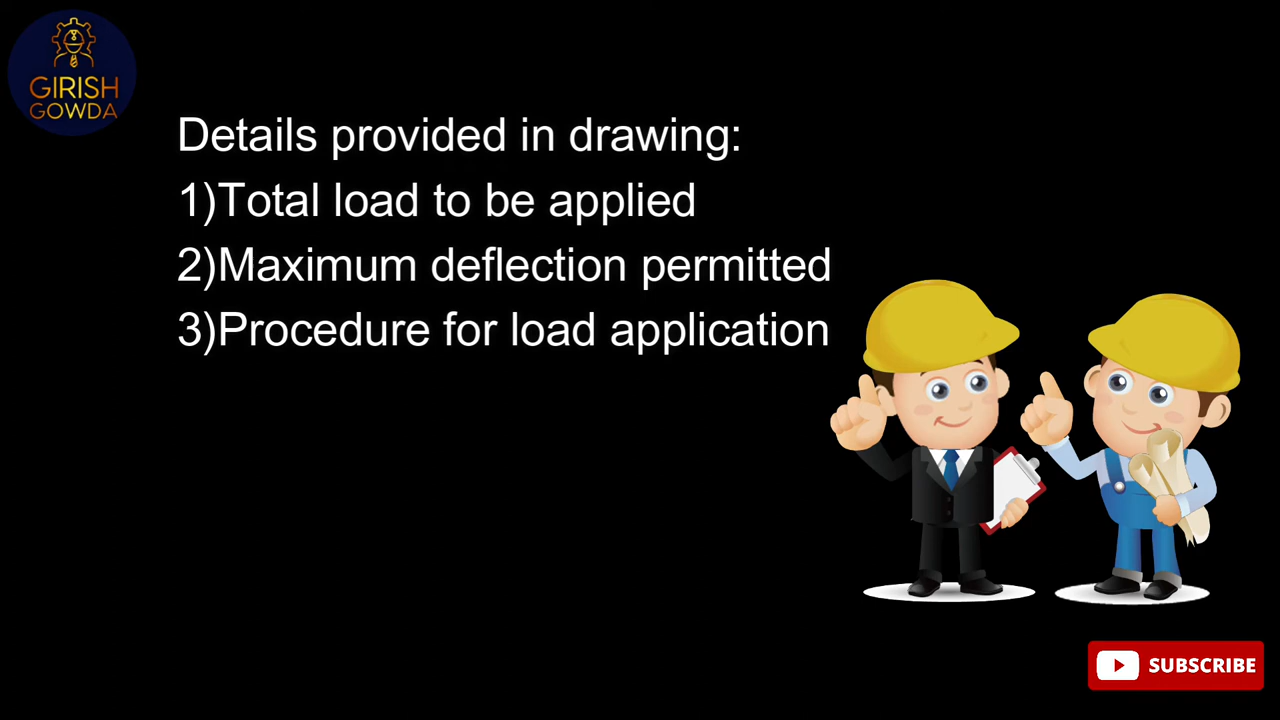 GIRISH
GOWDA
Details provided in drawing:
1)Total load to be applied
2)Maximum deflection permitted
3)Procedure for load application
SUBSCRIBE